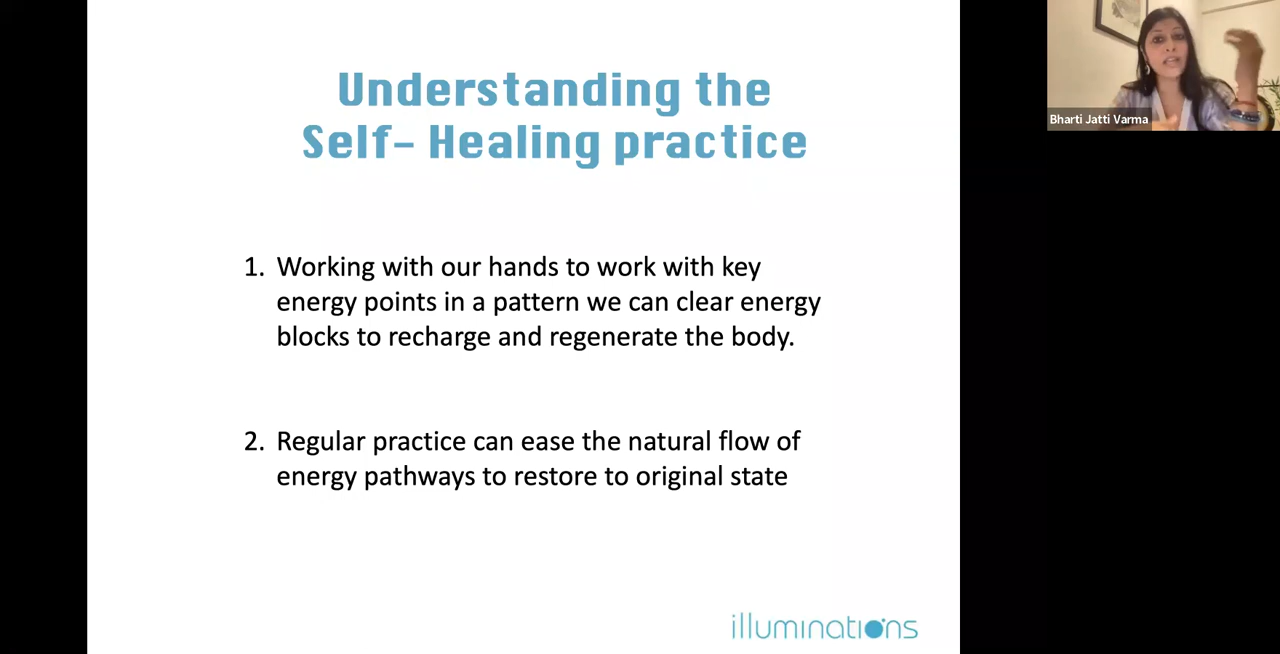 Understanding the
Self- Healing practice
1. Working with our hands to work with key
energy points in a pattern we can clear energy
blocks to recharge and regenerate the body.
2. Regular practice can ease the natural flow of
energy pathways to restore to original state
illuminations
Bharti Jatti Varma